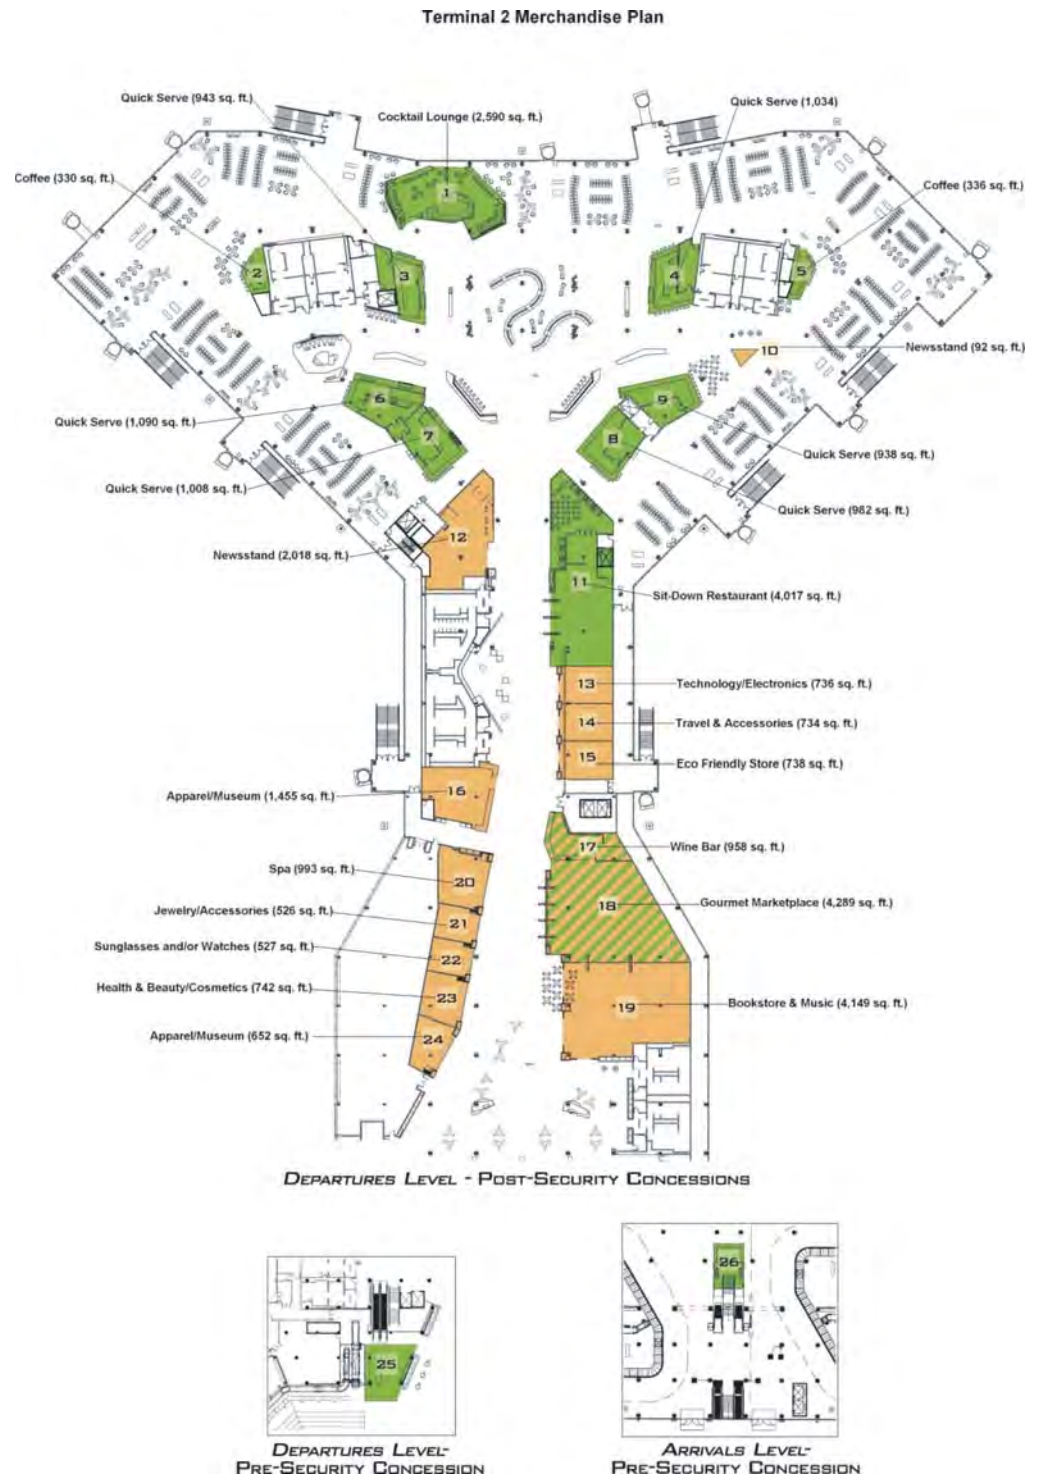 Terminal 2 Merchandise Plan
Quick Serve (943 sq. ft.)
Quick Serve (1,034)
Cocktail Lounge (2,590 sq. ft.)
Coffee (330 sq. ft.)
Coffee (336 sq. ft.)
1
2
3
4
5
10
Newsstand (92 sq. ft.)
6
9
Quick Serve (1,090 sq. ft.)
7
8
Quick Serve (938 sq. ft.)
Quick Serve (1,008 sq. ft.)
Quick Serve (982 sq. ft.)
12
Newsstand (2,018 sq. ft.)
11
Sit-Down Restaurant (4,017 sq. ft.)
13
Technology/Electronics (736 sq. ft.)
14
Travel & Accessories (734 sq. ft.)
15
Eco Friendly Store (738 sq. ft.)
16
Apparel/Museum (1,455 sq. ft.)
17
Wine Bar (958 sq. ft.)
Spa (993 sq. ft.)
20
18
Gourmet Marketplace (4,289 sq. ft.)
Jewelry/Accessories (526 sq. ft.)
21
Sunglasses and/or Watches (527 sq. ft.)
22
Health & Beauty/Cosmetics (742 sq. ft.)
23
19
Bookstore & Music (4,149 sq. ft.)
Apparel/Museum (652 sq. ft.)
24
Departures Level - Post-Security Concessions
26
25
Departures Level-
Pre-Security Concession
Arrivals Level-
Pre-Security Concession